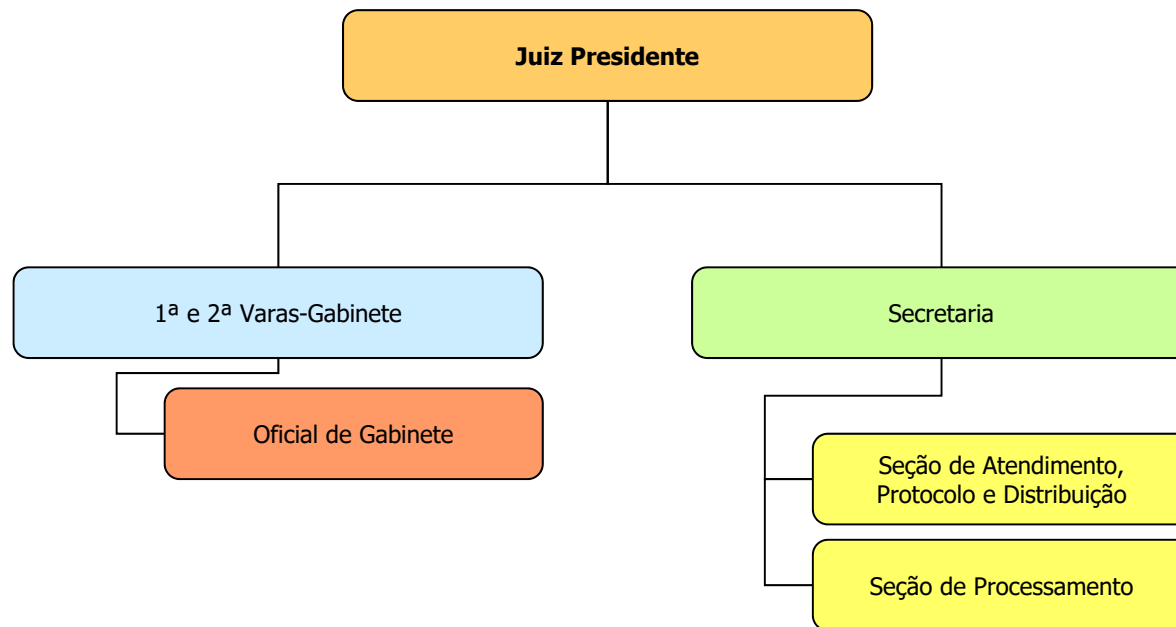 Juiz Presidente
1ª e 2ª Varas-Gabinete
Secretaria
Oficial de Gabinete
Seção de Atendimento,
Protocolo e Distribuição
Seção de Processamento